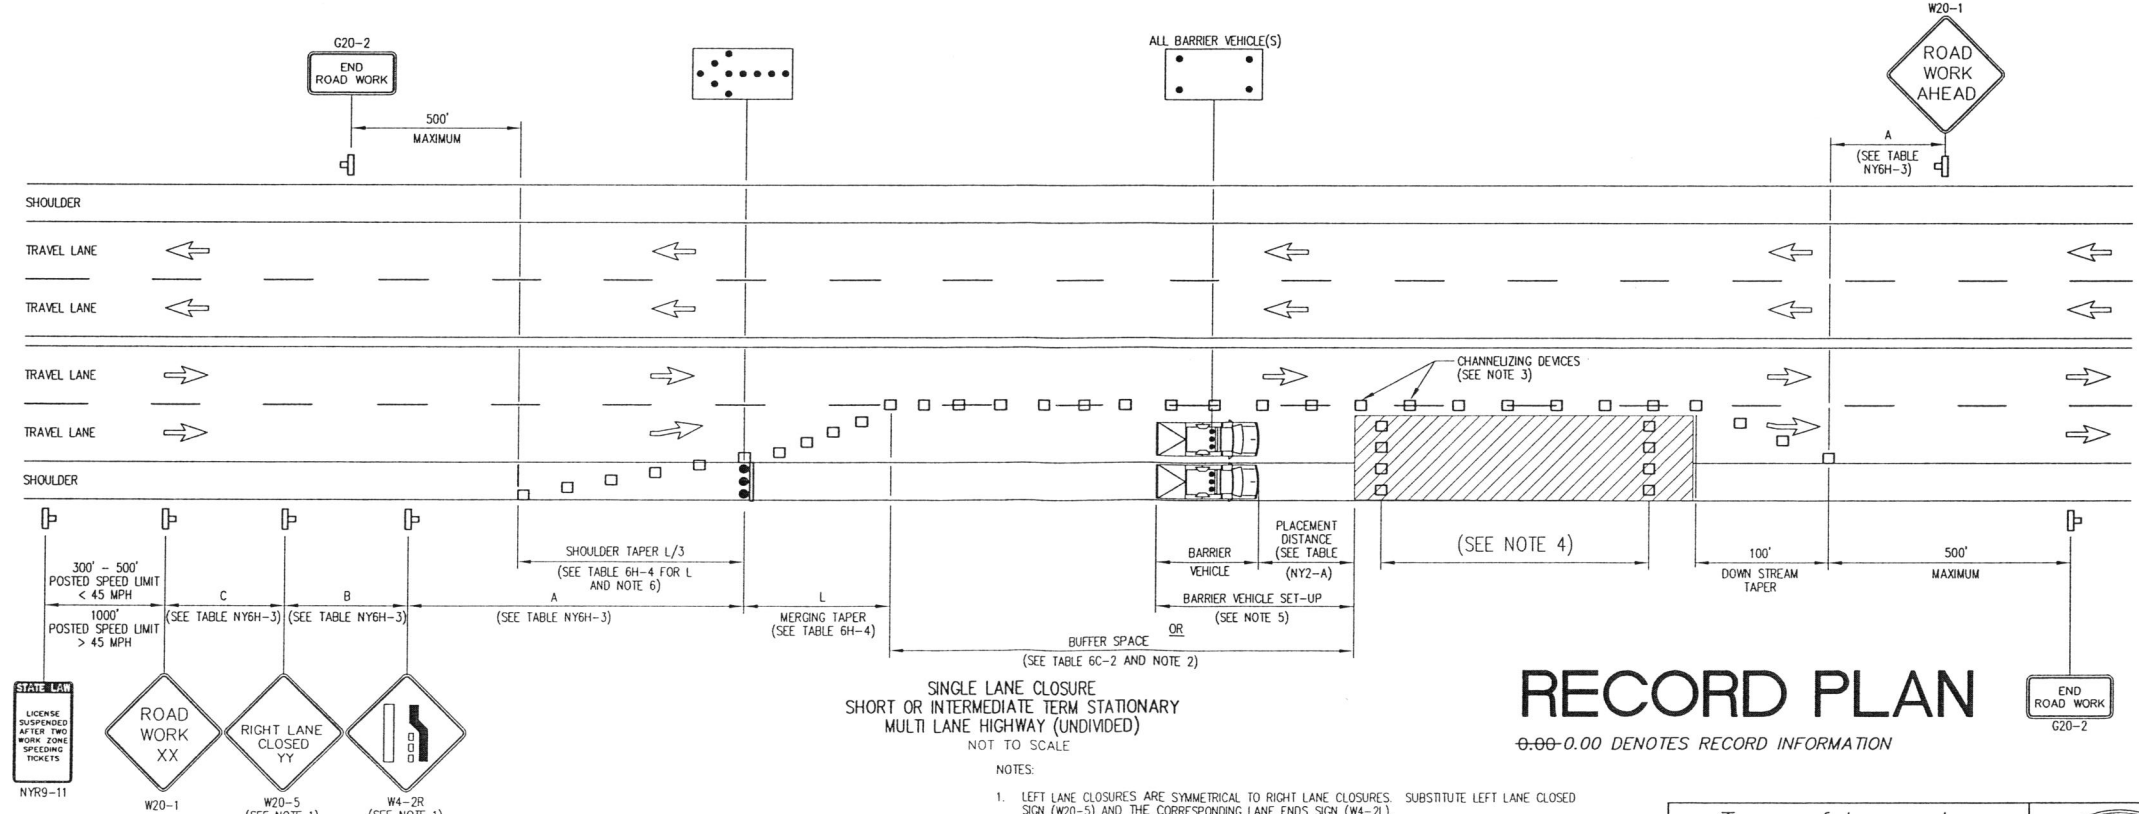 W20-1
G20-2
END
ROAD WORK
ALL BARRIER VEHICLE(S)
ROAD
WORK
AHEAD
500'
MAXIMUM
A
(SEE TABLE
NY6H-3)
SHOULDER
TRAVEL LANE
TRAVEL LANE
TRAVEL LANE
CHANNELIZING DEVICES
(SEE NOTE 3)
TRAVEL LANE
SHOULDER
300' - 500'
POSTED SPEED LIMIT
< 45 MPH
1000'
POSTED SPEED LIMIT
> 45 MPH
C
(SEE TABLE NY6H-3)
B
(SEE TABLE NY6H-3)
SHOULDER TAPER L/3
(SEE TABLE 6H-4 FOR L
AND NOTE 6)
A
(SEE TABLE NY6H-3)
L
MERGING TAPER
(SEE TABLE 6H-4)
BARRIER
VEHICLE
PLACEMENT
DISTANCE
(SEE TABLE
(NY2-A)
BARRIER VEHICLE SET-UP
(SEE NOTE 5)
OR
BUFFER SPACE
(SEE TABLE 6C-2 AND NOTE 2)
(SEE NOTE 4)
100'
DOWN STREAM
TAPER
500'
MAXIMUM
STATE LAW
LICENSE
SUSPENDED
AFTER TWO
WORK ZONE
SPEEDING
TICKETS
NYR9-11
ROAD
WORK
XX
W20-1
RIGHT LANE
CLOSED
YY
W20-5
(SEE NOTE 1)
W4-2R
(SEE NOTE 1)
SINGLE LANE CLOSURE
SHORT OR INTERMEDIATE TERM STATIONARY
MULTI LANE HIGHWAY (UNDIVIDED)
NOT TO SCALE
RECORD PLAN
0.00 0.00 DENOTES RECORD INFORMATION
END
ROAD WORK
G20-2
NOTES:
1. LEFT LANE CLOSURES ARE SYMMETRICAL TO RIGHT LANE CLOSURES. SUBSTITUTE LEFT LANE CLOSED
SIGN (W20-5) AND THE CORRESPONDING LANE ENDS SIGN (W4-2L)